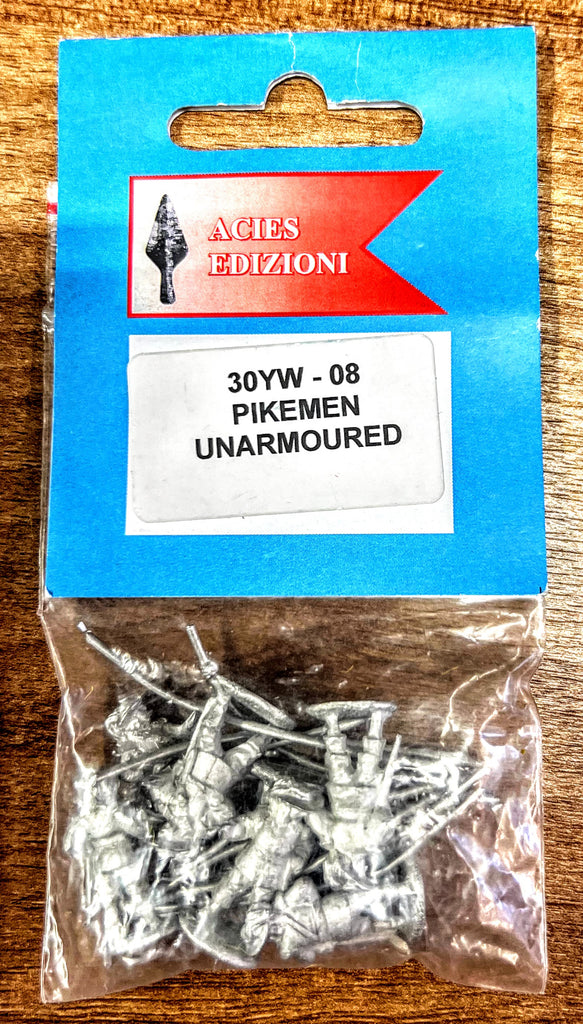 ACIES
EDIZIONI
30YW - 08
PIKEMEN
UNARMOURED